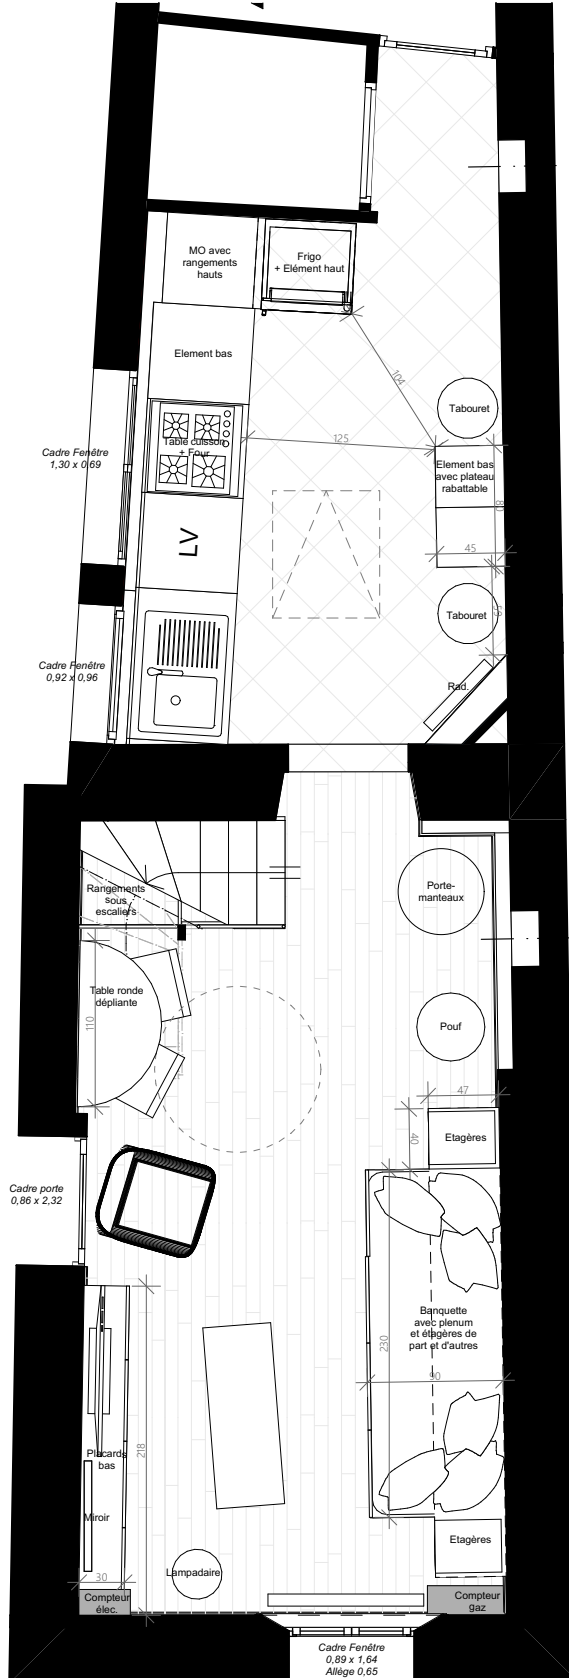 MO avec
rangements
hauts
Frigo
+ Elément haut
Element bas
104
Tabouret
Table cuisson
+ Four
125
Cadre Fenêtre
1,30 x 0,69
Element bas
avec plateau
rabattable
80
LV
45
Tabouret
59
Cadre Fenêtre
0,92 x 0,96
Rad.
Rangements
sous
escaliers
Porte-
manteaux
Table ronde
dépliante
110
Pouf
47
40
Etagères
Cadre porte
0,86 x 2,32
Banquette
avec plenum
et étagères de
part et d'autres
230
90
218
Placards
bas
Miroir
Etagères
Lampadaire
30
Compteur
élec.
Compteur
gaz
Cadre Fenêtre
0,89 x 1,64
Allège 0,65